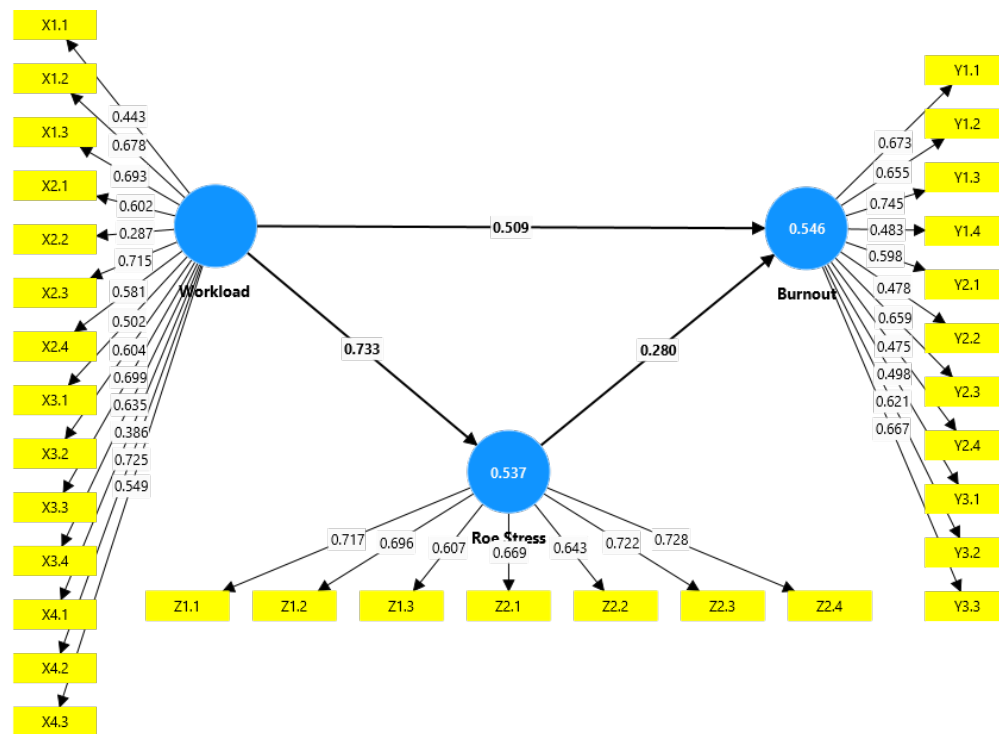 X1.1
X1.2
X1.3
X2.1
X2.2
X2.3
X2.4
X3.1
X3.2
X3.3
X3.4
X4.1
X4.2
X4.3
0.443
0.678
0.693
0.602
0.287
0.715
0.581
0.502
0.604
0.699
0.635
0.386
0.725
0.549
Workload
0.509
0.733
0.280
0.546
Burnout
0.537
Roe Stress
0.717
0.696
0.607
0.669
0.643
0.722
0.728
Z1.1
Z1.2
Z1.3
Z2.1
Z2.2
Z2.3
Z2.4
0.673
0.655
0.745
0.483
0.598
0.478
0.659
0.475
0.498
0.621
0.667
Y1.1
Y1.2
Y1.3
Y1.4
Y2.1
Y2.2
Y2.3
Y2.4
Y3.1
Y3.2
Y3.3